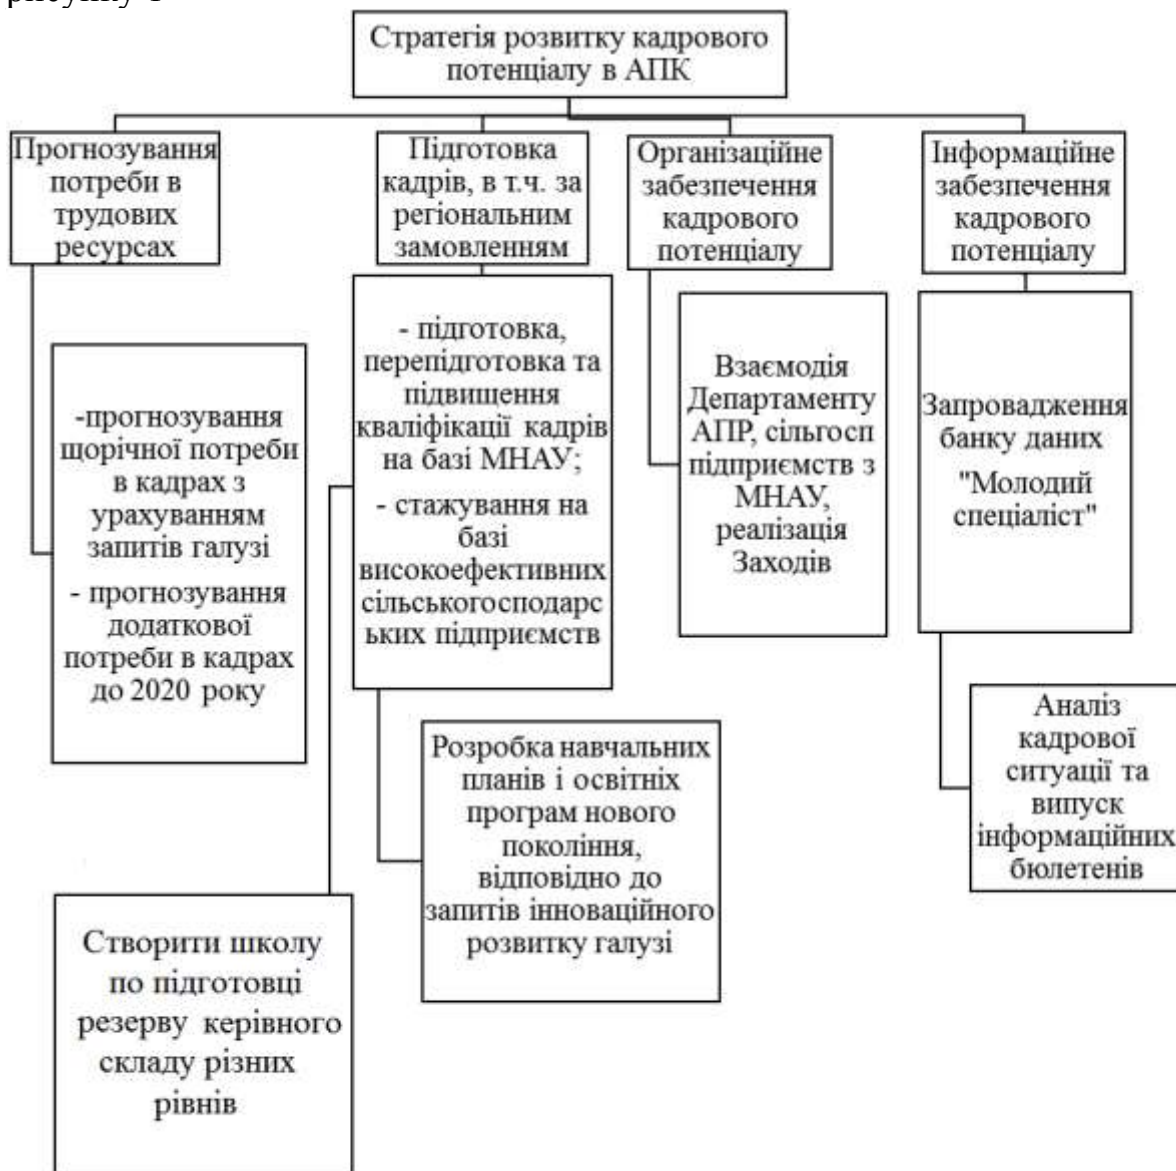 рисунку 1
Стратегія розвитку кадрового
потенціалу в АПК
Прогнозування
потреби в
трудових
ресурсах
-прогнозування
щорічної потреби
в кадрах з
урахуванням
запитів галузі
- прогнозування
додаткової
потреби в кадрах
до 2020 року
Підготовка
кадрів, в т.ч. за
регіональним
замовленням
- підготовка,
перепідготовка та
підвищення
кваліфікації кадрів
на базі МНАУ;
- стажування на
базі
високоефективних
сільськогосподарс
ьких підприємств
Розробка навчальних
планів і освітніх
програм нового
покоління,
відповідно до
запитів інноваційного
розвитку галузі
Створити школу
по підготовці
резерву керівного
складу різних
рівнів
Організаційне
забезпечення
кадрового
потенціалу
Взаємодія
Департаменту
АПР, сільгосп
підприємств з
МНАУ,
реалізація
Заходів
Інформаційне
забезпечення
кадрового
потенціалу
Запровадження
банку даних
"Молодий
спеціаліст"
Аналіз
кадрової
ситуації та
випуск
інформаційних
бюлетенів